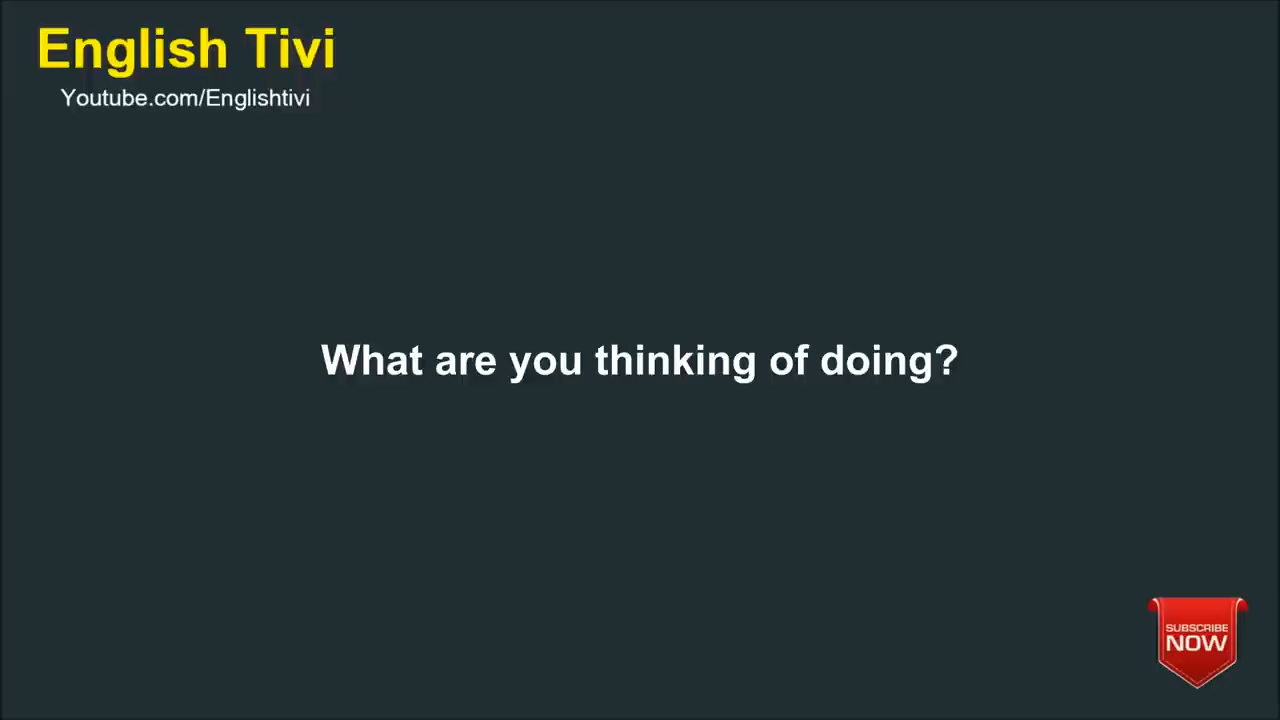 English Tivi
Youtube.com/Englishtivi
What are you thinking of doing?
SUBSCRIBE
NOW